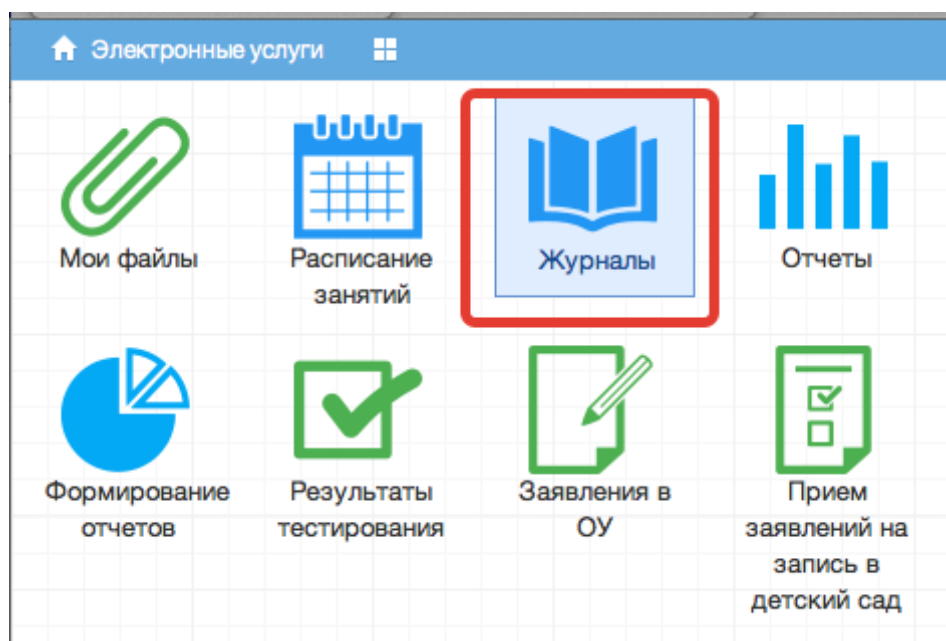 Электронные услуги
Мои файлы
Расписание
занятий
Журналы
Отчеты
Формирование
отчетов
Результаты
тестирования
Заявления в
ОУ
Прием
заявлений на
запись в
детский сад